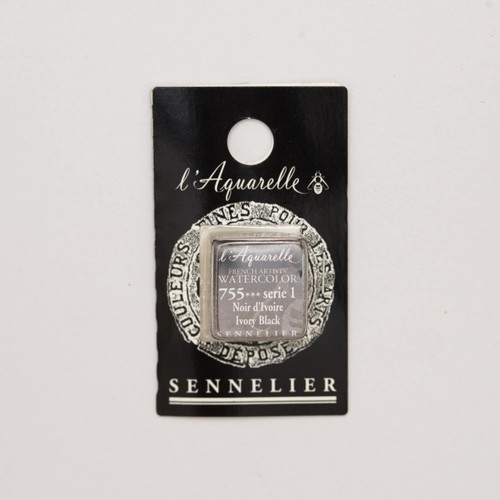 l'Aquarelle
COULEURS FINES POUR LES ARTS
DÉPOSÉ
l'Aquarelle
FRENCH ARTISTS'
WATERCOLOR
755*** serie 1
Noir d'Ivoire
Ivory Black
SENNELIER
SENNELIER